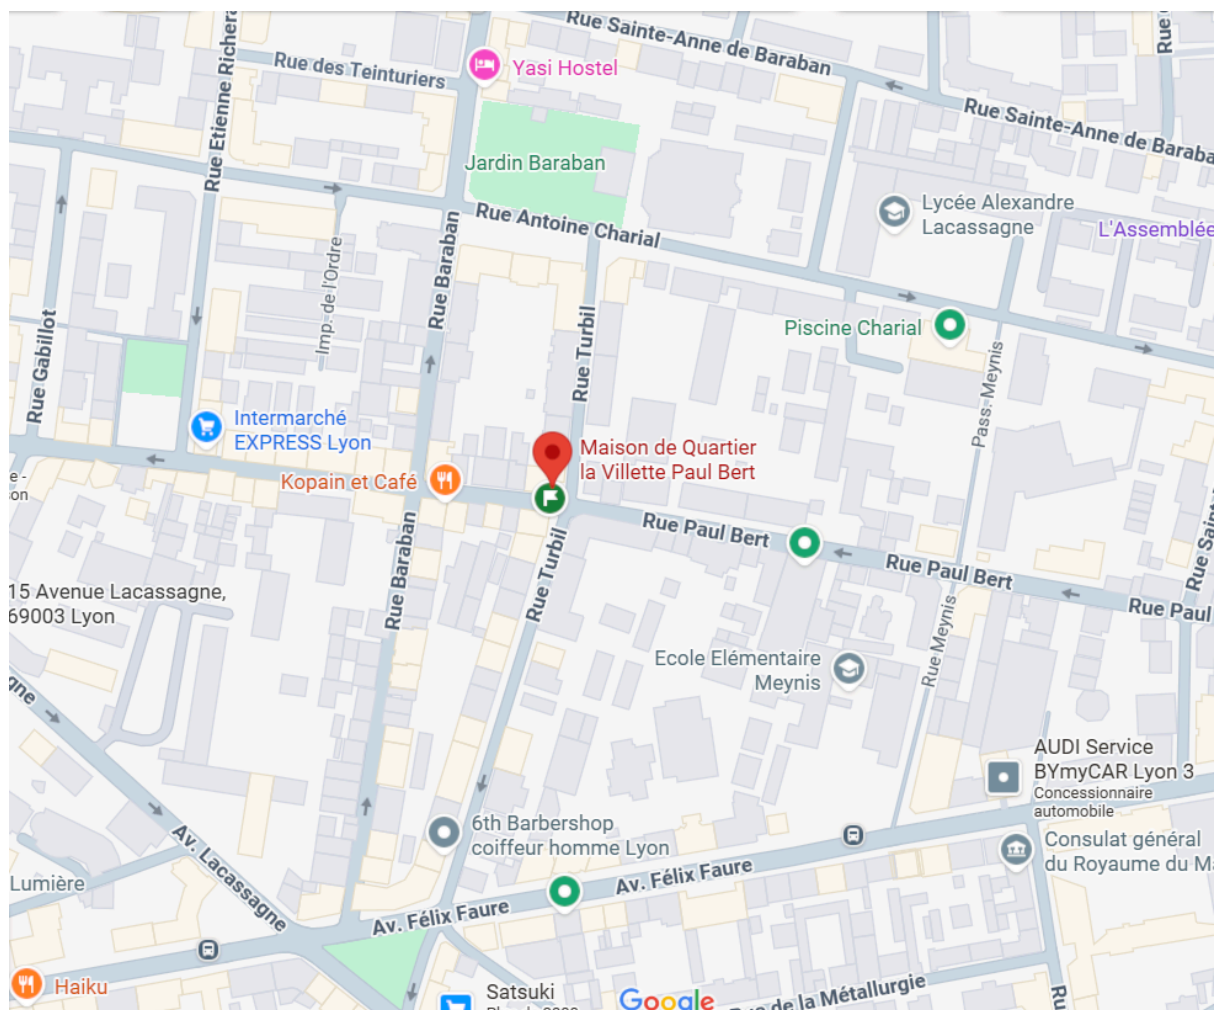 Rue Sainte-Anne de Baraban
Rue Etienne Richer
Rue des Teinturiers
Yasi Hostel
Rue Sainte-Anne de Baraba
Jardin Baraban
Rue Antoine Charial
Lycée Alexandre
Lacassagne
L'Assemblée
Rue Baraban
Imp. de l'Ordre
Rue Gabillot
Rue Turbil
Piscine Charial
Pass. Meynis
Intermarché
EXPRESS Lyon
Kopain et Café
Maison de Quartier
la Villette Paul Bert
Rue Paul Bert
Rue Paul Bert
Rue Paul
Rue Baraban
Rue Turbil
Rue Meynis
15 Avenue Lacassagne,
69003 Lyon
Ecole Elémentaire
Meynis
AUDI Service
BYmyCAR Lyon 3
Concessionnaire
automobile
6th Barbershop
coiffeur homme Lyon
Consulat général
du Royaume du Ma
Av. Lacassagne
Lumière
Av. Félix Faure
Av. Félix Faure
Haiku
Satsuki
Google
de la Métallurgie